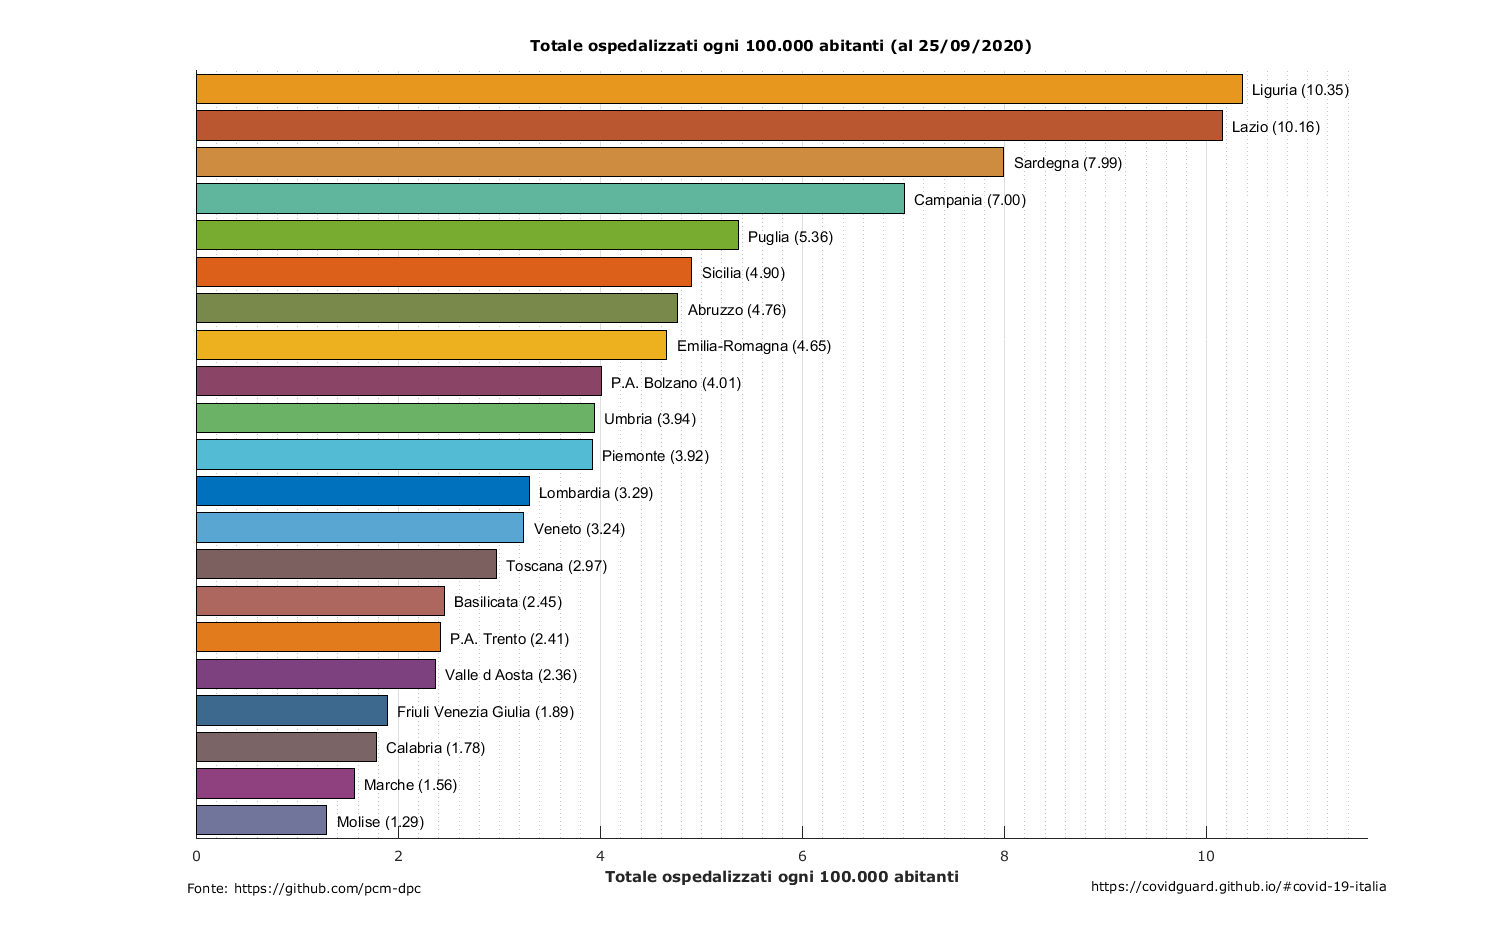 Totale ospedalizzati ogni 100.000 abitanti (al 25/09/2020)
Liguria (10.35)
Lazio (10.16)
Sardegna (7.99)
Campania (7.00)
Puglia (5.36)
Sicilia (4.90)
Abruzzo (4.76)
Emilia-Romagna (4.65)
P.A. Bolzano (4.01)
Umbria (3.94)
Piemonte (3.92)
Lombardia (3.29)
Veneto (3.24)
Toscana (2.97)
Basilicata (2.45)
P.A. Trento (2.41)
Valle d Aosta (2.36)
Friuli Venezia Giulia (1.89)
Calabria (1.78)
Marche (1.56)
Molise (1.29)
0 2 4 6 8 10
Totale ospedalizzati ogni 100.000 abitanti
Fonte: https://github.com/pcm-dpc
https://covidguard.github.io/#covid-19-italia